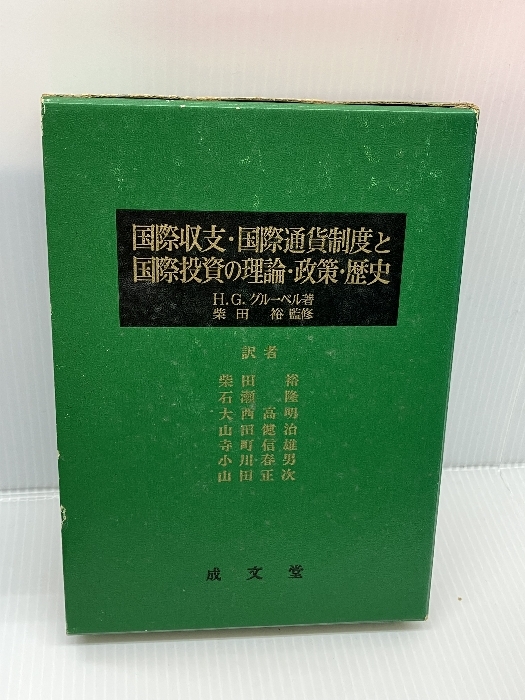 国際収支・国際通貨制度と
国際投資の理論・政策・歴史
H.G.グルーベル著
柴田 裕 監修
訳者
柴田 裕
石瀬 隆
大西高明
山田健治
寺町信雄
小川春男
山田正次
成文堂